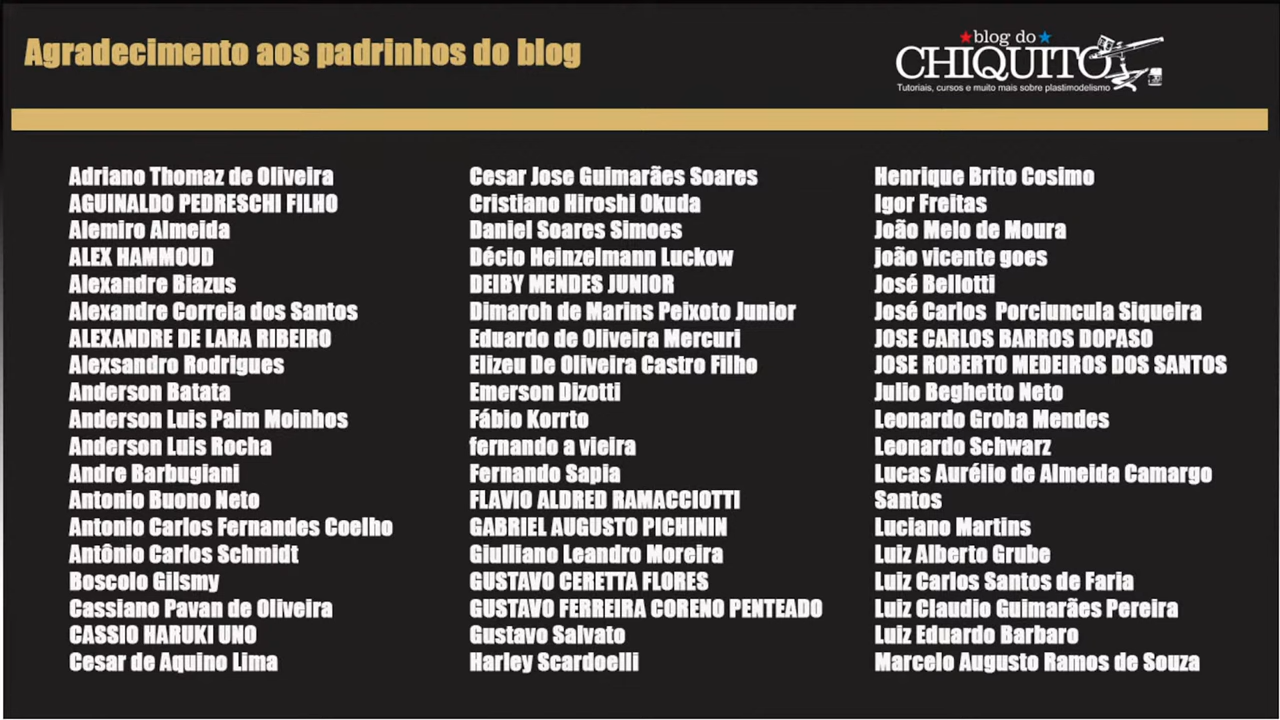 Agradecimento aos padrinhos do blog
blog do
CHIQUITO
Tutoriais, cursos e muito mais sobre plastimodelismo
Adriano Thomaz de Oliveira
AGUINALDO PEDRESCHI FILHO
Alemiro Almeida
ALEX HAMMOUD
Alexandre Biazus
Alexandre Correia dos Santos
ALEXANDRE DE LARA RIBEIRO
Alexsandro Rodrigues
Anderson Batata
Anderson Luis Paim Moinhos
Anderson Luis Rocha
Andre Barbugiani
Antonio Buono Neto
Antonio Carlos Fernandes Coelho
Antônio Carlos Schmidt
Boscolo Gilsmy
Cassiano Pavan de Oliveira
CASSIO HARUKI UNO
Cesar de Aquino Lima
Cesar Jose Guimarães Soares
Cristiano Hiroshi Okuda
Daniel Soares Simoes
Décio Heinzelmann Luckow
DEIBY MENDES JUNIOR
Dimaroh de Marins Peixoto Junior
Eduardo de Oliveira Mercuri
Elizeu De Oliveira Castro Filho
Emerson Dizotti
Fábio Korrto
fernando a vieira
Fernando Sapia
FLAVIO ALDRED RAMACCIOTTI
GABRIEL AUGUSTO PICHININ
Giulliano Leandro Moreira
GUSTAVO CERETTA FLORES
GUSTAVO FERREIRA CORENO PENTEADO
Gustavo Salvato
Harley Scardoelli
Henrique Brito Cosimo
Igor Freitas
João Melo de Moura
joão vicente goes
José Bellotti
José Carlos  Porciuncula Siqueira
JOSE CARLOS BARROS DOPASO
JOSE ROBERTO MEDEIROS DOS SANTOS
Julio Beghetto Neto
Leonardo Groba Mendes
Leonardo Schwarz
Lucas Aurélio de Almeida Camargo
Santos
Luciano Martins
Luiz Alberto Grube
Luiz Carlos Santos de Faria
Luiz Claudio Guimarães Pereira
Luiz Eduardo Barbaro
Marcelo Augusto Ramos de Souza